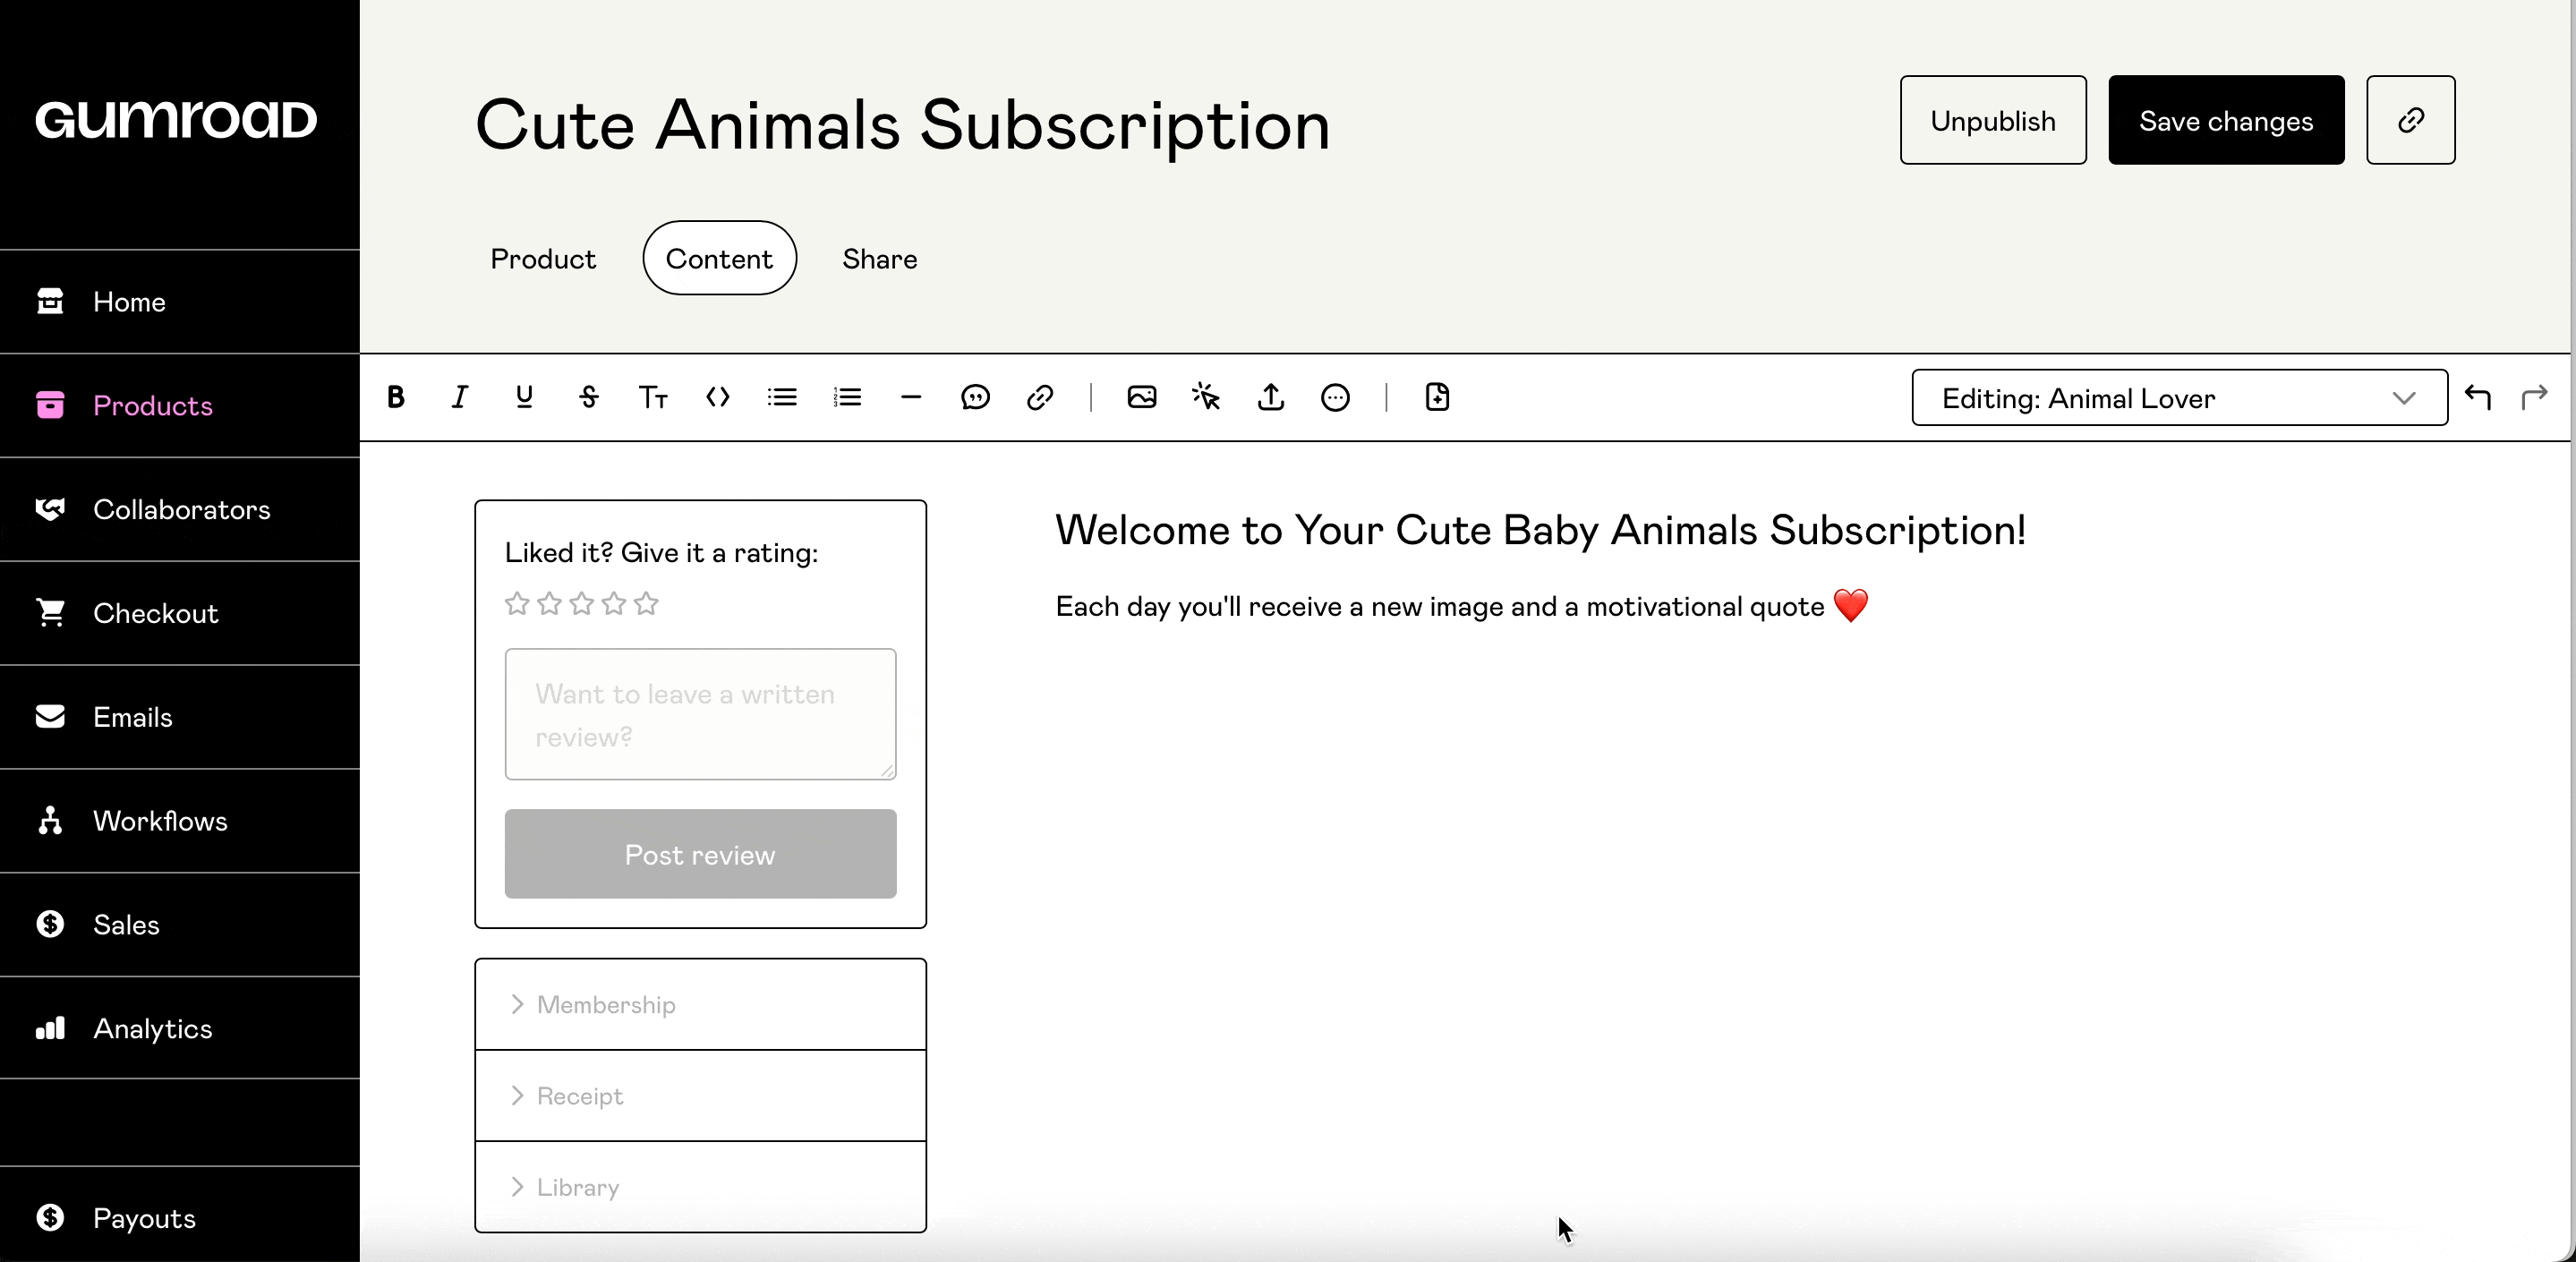 GUMROAD
Home
Products
Collaborators
Checkout
Emails
Workflows
Sales
Analytics
Payouts
Cute Animals Subscription
Unpublish
Save changes
Product
Content
Share
Editing: Animal Lover
Liked it? Give it a rating:
Want to leave a written
review?
Post review
Membership
Receipt
Library
Welcome to Your Cute Baby Animals Subscription!
Each day you'll receive a new image and a motivational quote ❤️